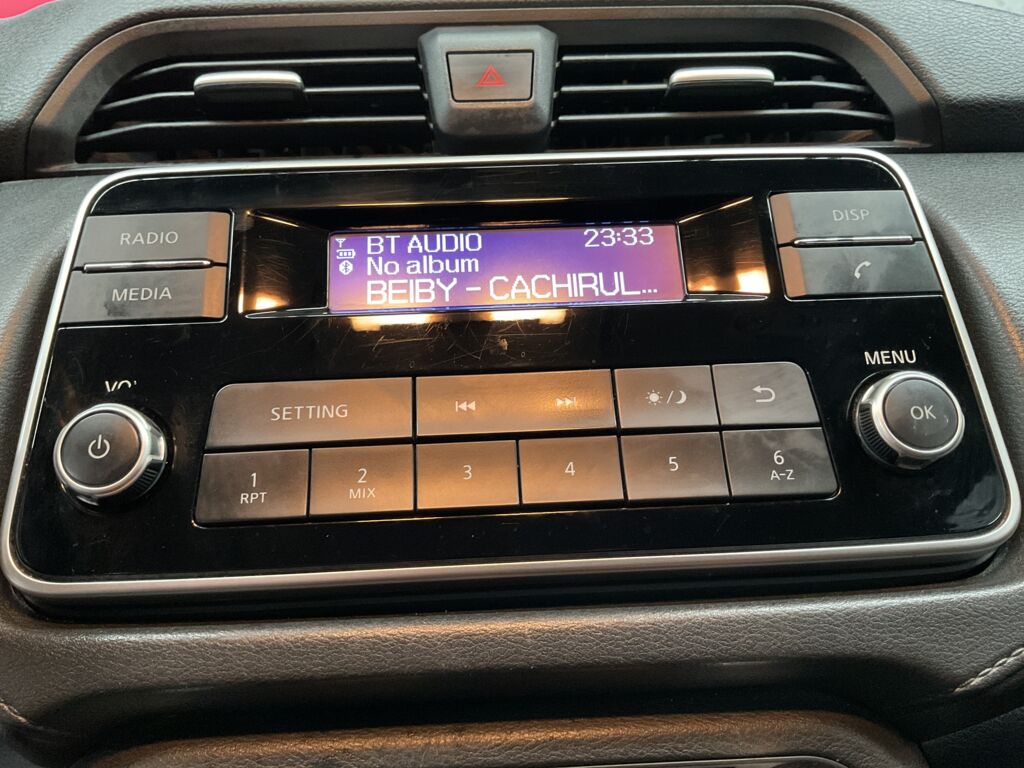 RADIO
MEDIA
BT AUDIO 23:33
No album
BEIBY - CACHIRUL...
DISP
MENU
OK
SETTING
1 RPT
2 MIX
3
4
5
6 A-Z